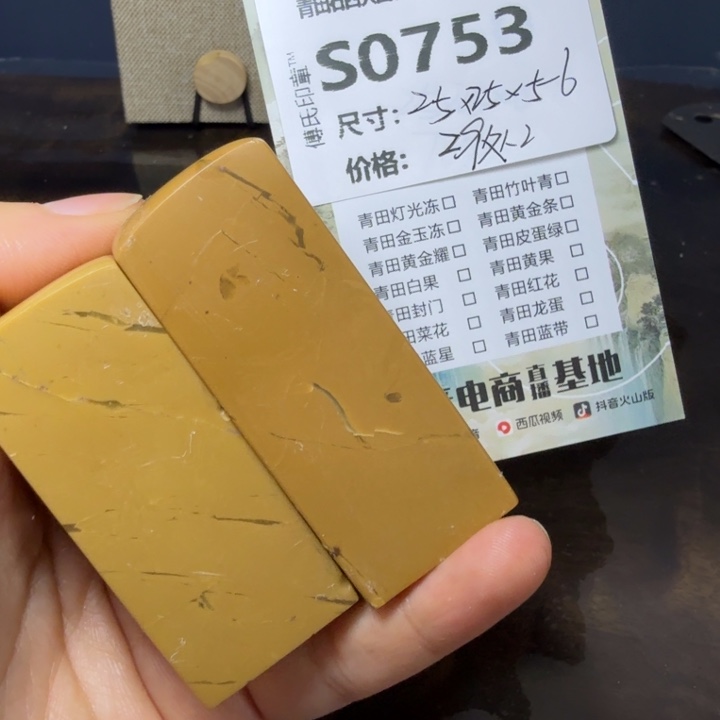 S0753
傅氏印章™
尺寸：25×25×5-6
价格：
青田灯光冻□ 青田竹叶青□
青田金玉冻□ 青田黄金条□
青田黄金耀□ 青田皮蛋绿□
青田白果 □ 青田黄果 □
田封门 □ 青田红花 □
田菜花 □ 青田龙蛋 □
蓝星 □ 青田蓝带 □
电商直播基地
西瓜视频 抖音火山版